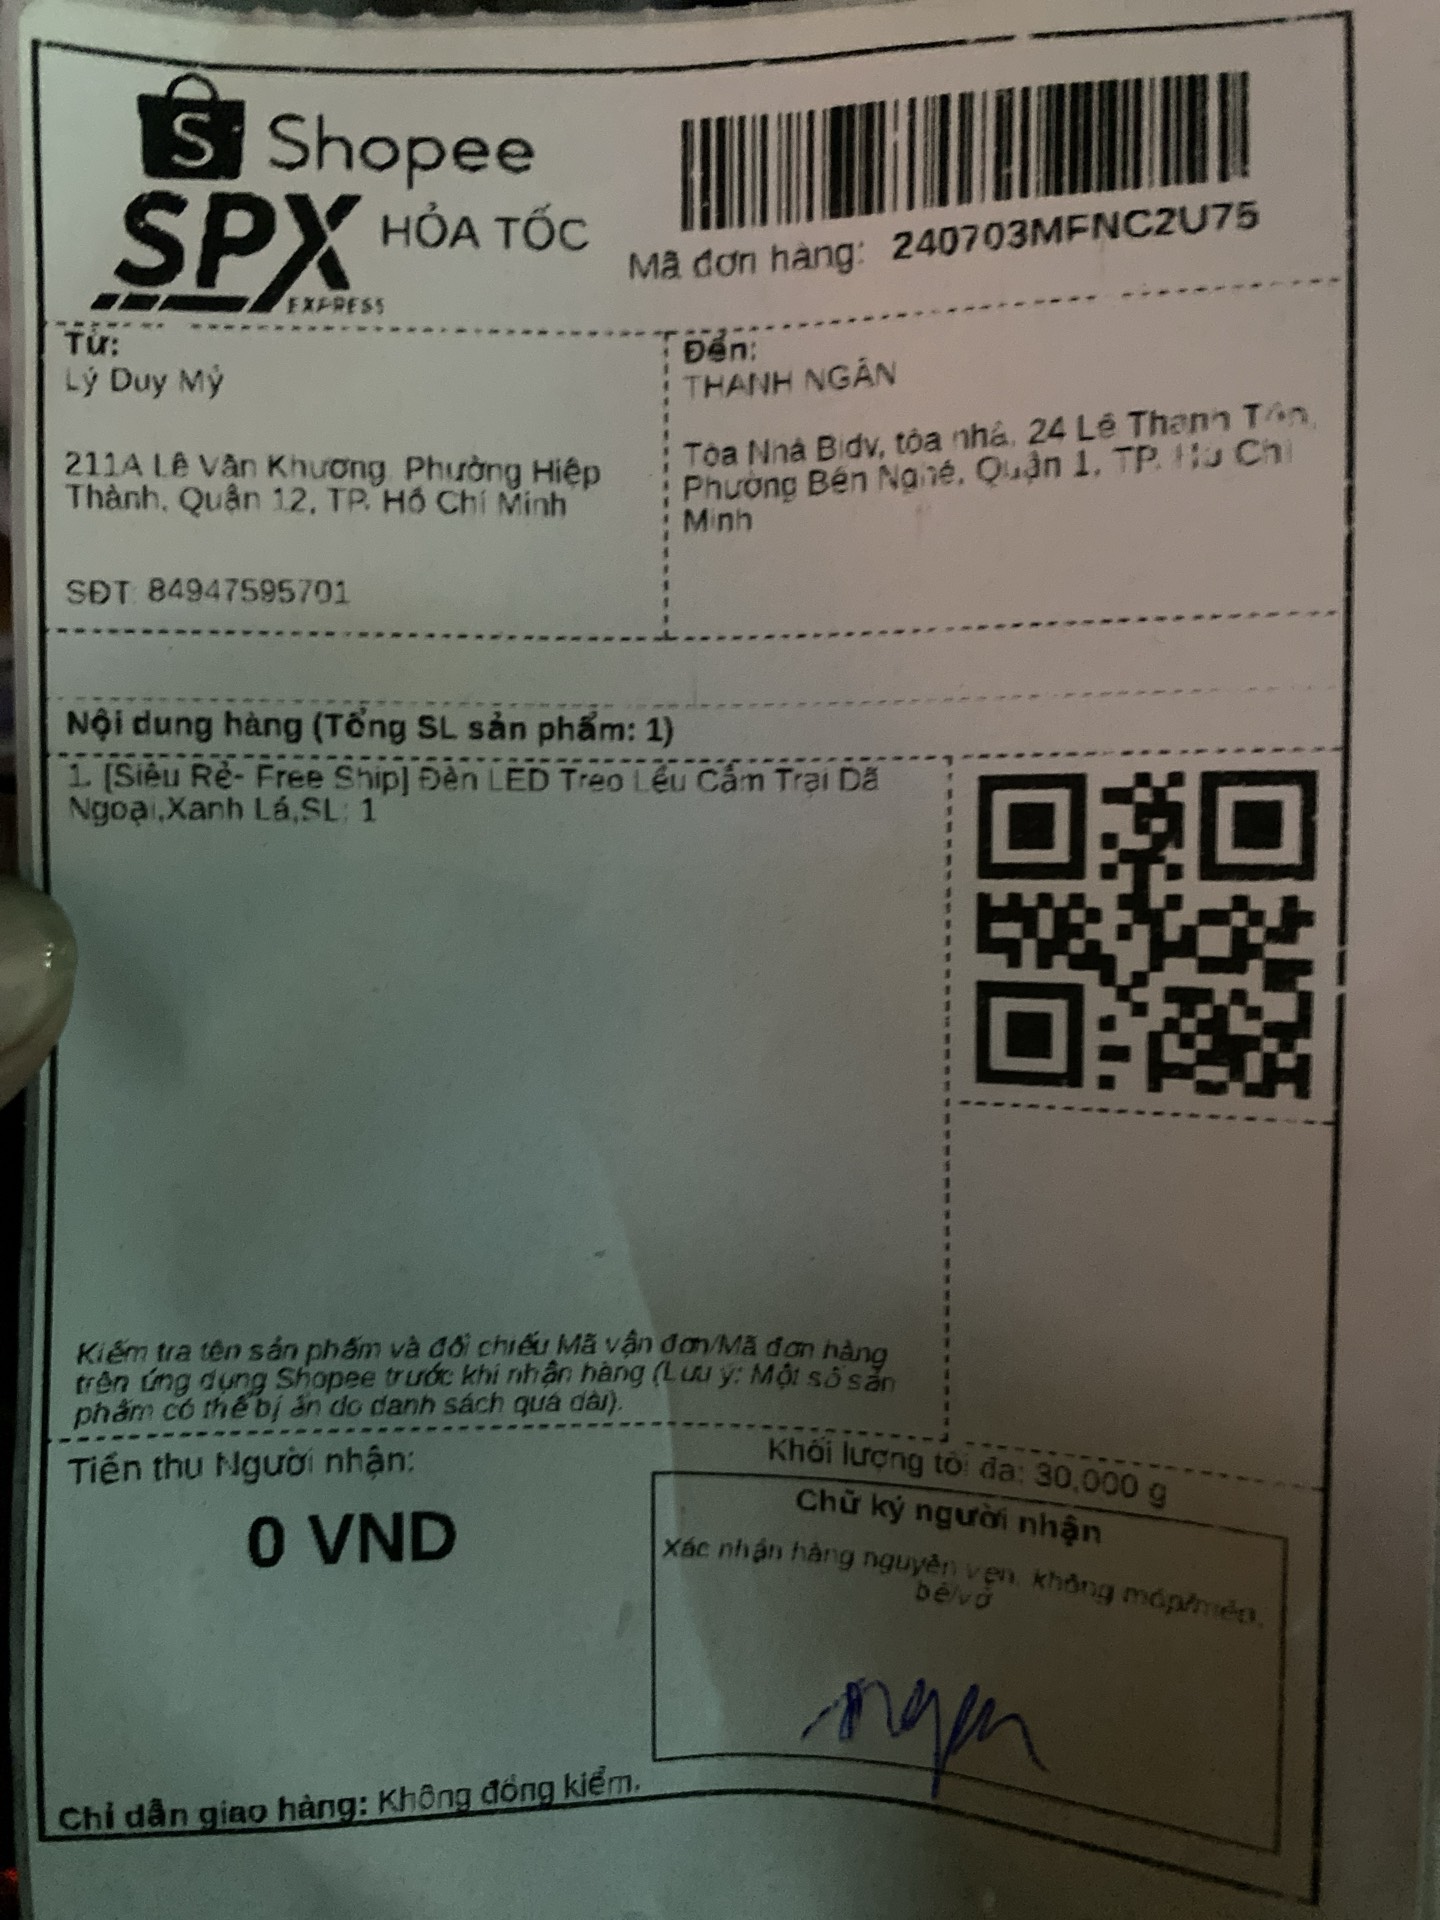 Shopee
SPX HỎA TỐC
EXPRESS
Mã đơn hàng: 240703MFNC2U75
Từ:
Lý Duy Mỹ
211A Lê Văn Khương, Phường Hiệp
Thành, Quận 12, TP. Hồ Chí Minh
SĐT: 84947595701
Đến:
THANH NGÂN
Tòa Nhà Bidv, tòa nhà, 24 Lê Thánh Tôn,
Phường Bến Nghé, Quận 1, TP. Hồ Chí
Minh
Nội dung hàng (Tổng SL sản phẩm: 1)
1. [Siêu Rẻ- Free Ship] Đèn LED Treo Lều Cắm Trại Dã
Ngoại,Xanh Lá,SL: 1
Kiểm tra tên sản phẩm và đối chiếu Mã vận đơn/Mã đơn hàng
trên ứng dụng Shopee trước khi nhận hàng (Lưu ý: Một số sản
phẩm có thể bị ẩn do danh sách quá dài).
Tiền thu Người nhận:
0 VND
Khối lượng tối đa: 30,000 g
Chữ ký người nhận
Xác nhận hàng nguyên vẹn, không móp/méo,
bể/vỡ
Chỉ dẫn giao hàng: Không đồng kiểm.